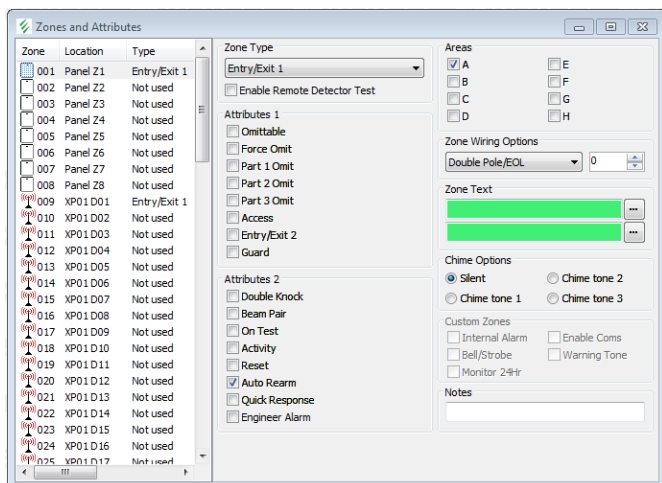 Zones and Attributes
Zone Location Type
001 Panel Z1 Entry/Exit 1
002 Panel Z2 Not used
003 Panel Z3 Not used
004 Panel Z4 Not used
005 Panel Z5 Not used
006 Panel Z6 Not used
007 Panel Z7 Not used
008 Panel Z8 Not used
009 XP01 D01 Entry/Exit 1
010 XP01 D02 Not used
011 XP01 D03 Not used
012 XP01 D04 Not used
013 XP01 D05 Not used
014 XP01 D06 Not used
015 XP01 D07 Not used
016 XP01 D08 Not used
017 XP01 D09 Not used
018 XP01 D10 Not used
019 XP01 D11 Not used
020 XP01 D12 Not used
021 XP01 D13 Not used
022 XP01 D14 Not used
023 XP01 D15 Not used
024 XP01 D16 Not used
025 XP01 D17 Not used
Zone Type
Entry/Exit 1
Enable Remote Detector Test
Attributes 1
Omittable
Force Omit
Part 1 Omit
Part 2 Omit
Part 3 Omit
Access
Entry/Exit 2
Guard
Attributes 2
Double Knock
Beam Pair
On Test
Activity
Reset
Auto Rearm
Quick Response
Engineer Alarm
Areas
A E
B F
C G
D H
Zone Wiring Options
Double Pole/EOL 0
Zone Text
...
...
Chime Options
Silent Chime tone 2
Chime tone 1 Chime tone 3
Custom Zones
Internal Alarm Enable Coms
Bell/Strobe Warning Tone
Monitor 24Hr
Notes